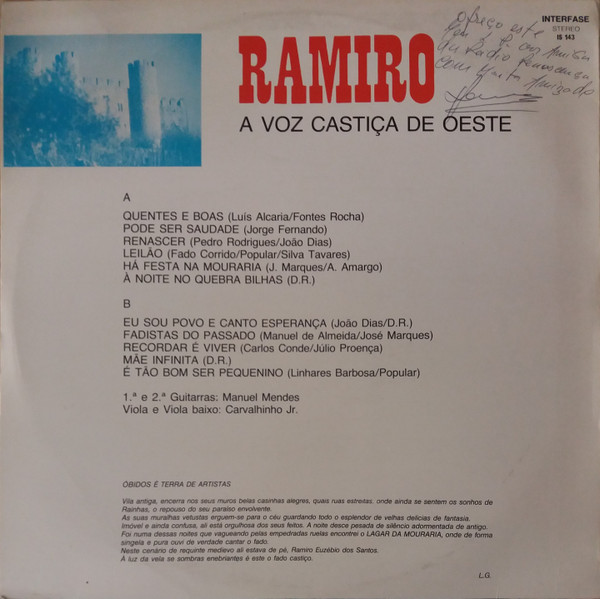 INTERFASE
STEREO
IS 143
Ofereço este
com
RAMIRO
A VOZ CASTIÇA DE OESTE
A
QUENTES E BOAS (Luís Alcaria/Fontes Rocha)
PODE SER SAUDADE (Jorge Fernando)
RENASCER (Pedro Rodrigues/João Dias)
LEILÃO (Fado Corrido/Popular/Silva Tavares)
HÁ FESTA NA MOURARIA (J. Marques/A. Amargo)
À NOITE NO QUEBRA BILHAS (D.R.)
B
EU SOU POVO E CANTO ESPERANÇA (João Dias/D.R.)
FADISTAS DO PASSADO (Manuel de Almeida/José Marques)
RECORDAR É VIVER (Carlos Conde/Júlio Proença)
MÃE INFINITA (D.R.)
É TÃO BOM SER PEQUENINO (Linhares Barbosa/Popular)
1.ª e 2.ª Guitarras: Manuel Mendes
Viola e Viola baixo: Carvalhinho Jr.
ÓBIDOS É TERRA DE ARTISTAS
Vila antiga, encerra nos seus muros belas casinhas alegres, quais ruas estreitas, onde ainda se sentem os sonhos de
Rainhas, o repouso do seu paraíso envolvente.
As suas muralhas vetustas erguem-se para o céu guardando todo o esplendor de velhas delícias de fantasia.
Imóvel e ainda confusa, ali está orgulhosa dos seus feitos. A noite desce pesada de silêncio adormentada de antigo.
Foi numa dessas noites que vagueando pelas empedradas ruelas encontrei o LAGAR DA MOURARIA, onde de forma
singela e pura ouvi de verdade cantar o fado.
Neste cenário de requinte medievo ali estava de pé, Ramiro Euzébio dos Santos.
À luz da vela se sombras enebriantes é este o fado castiço.
L.G.